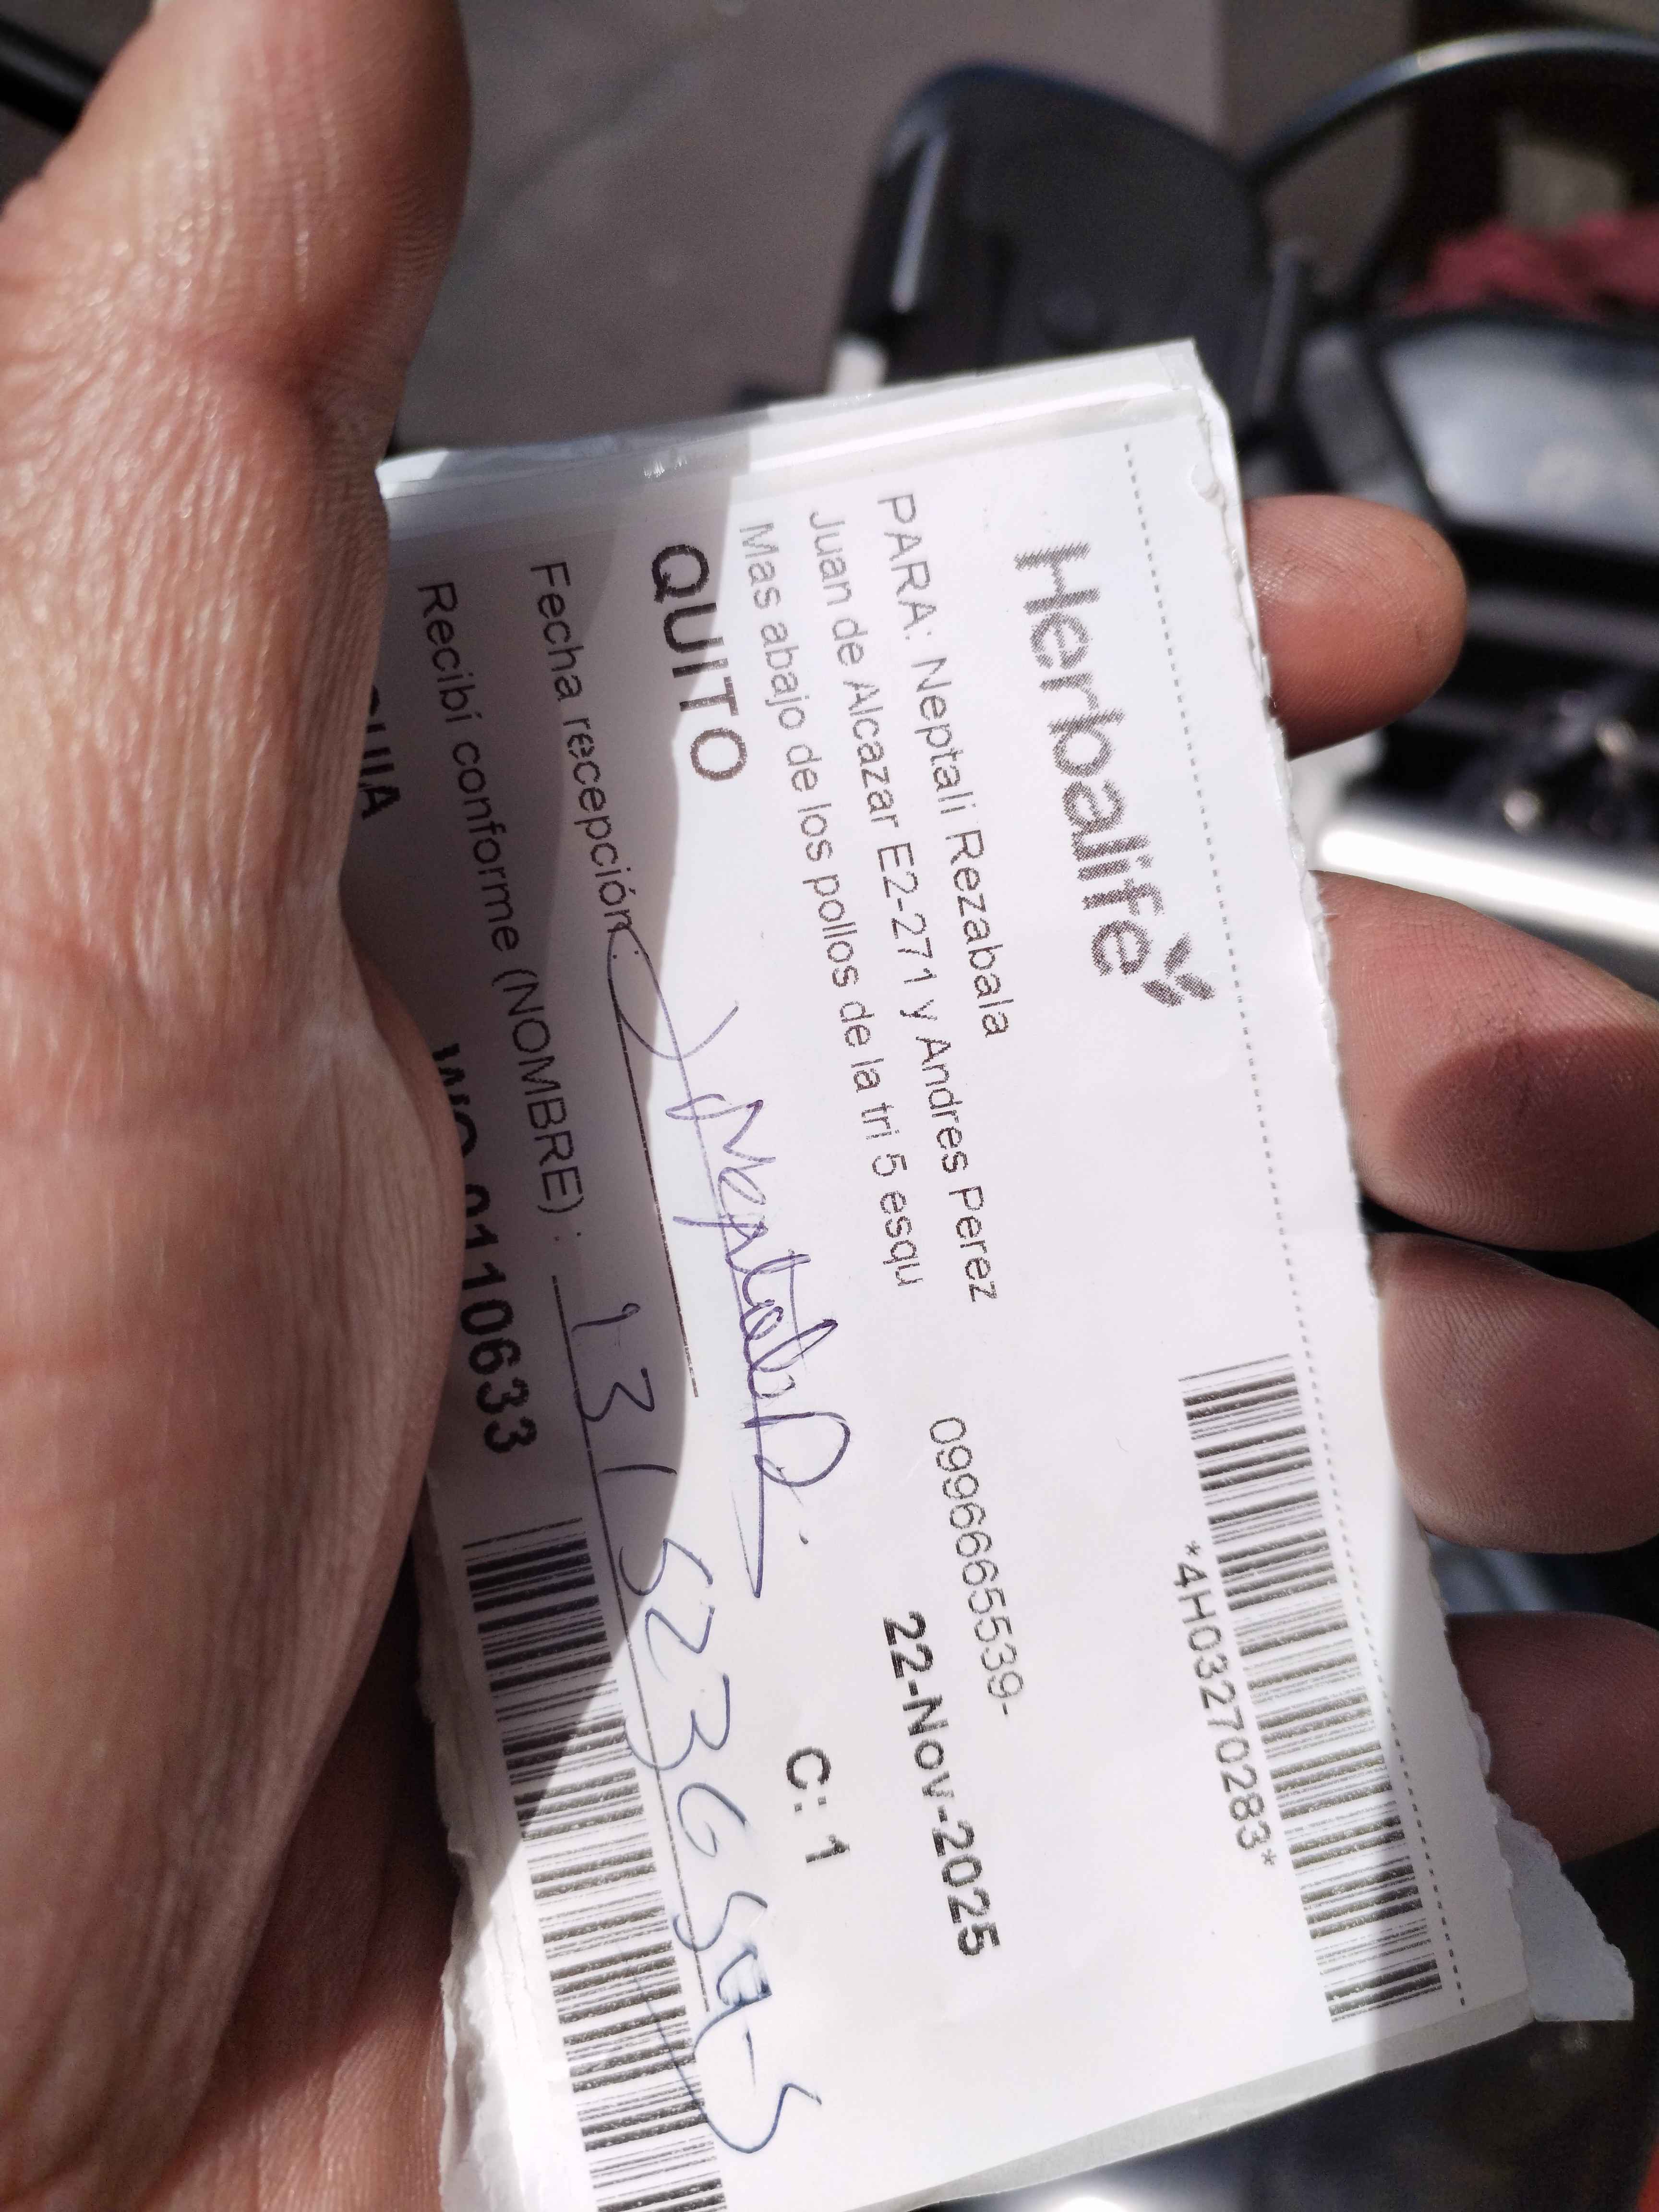 Herbalife
*4H03270283*
PARA: Neptali Rezabala
0996665539-
Juan de Alcazar E2-271 y Andres Perez
22-Nov-2025
Mas abajo de los pollos de la tri 5 esqu
QUITO
C: 1
Fecha recepción
Recibí conforme (NOMBRE) :
0110633